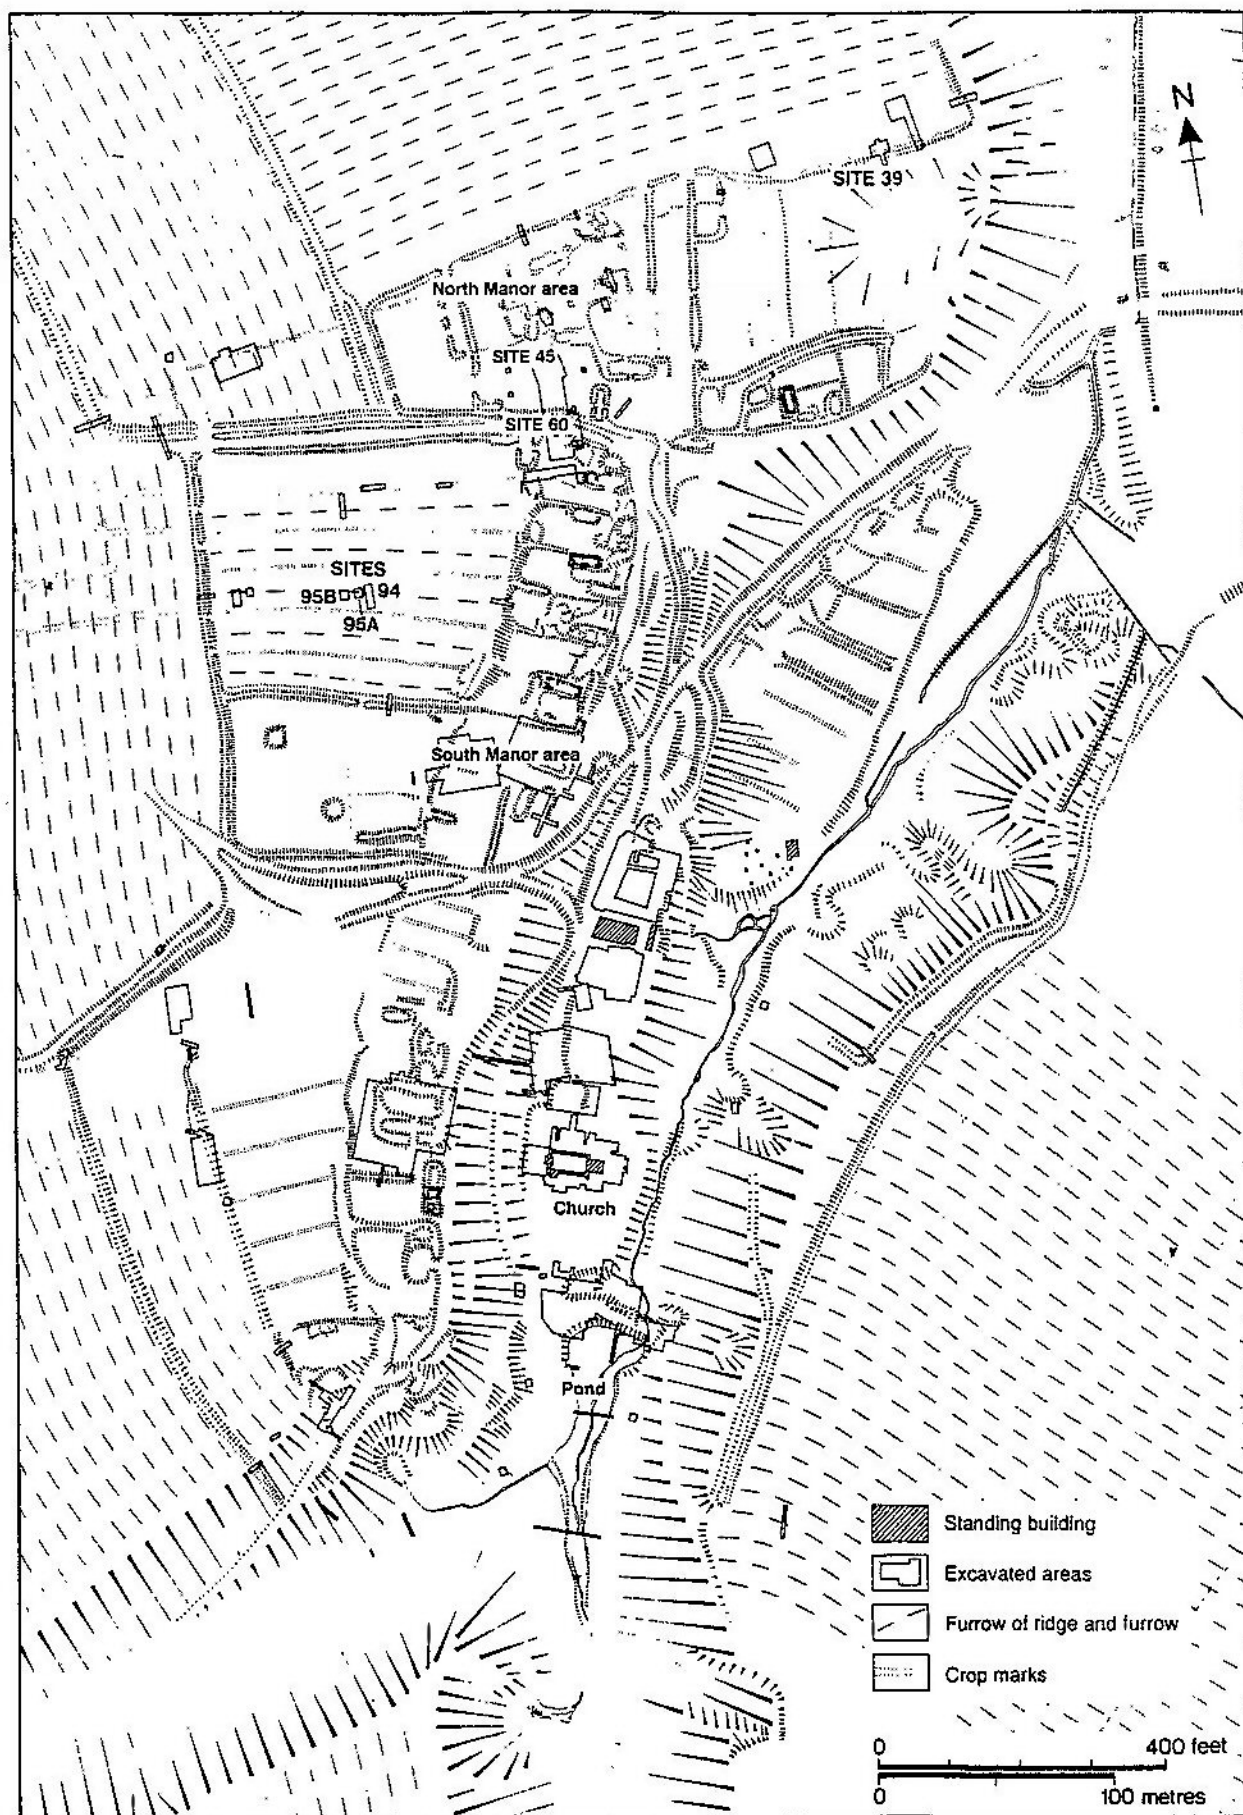 N
SITE 39
North Manor area
SITE 45
SITE 60
SITES
95B 94
95A
South Manor area
Church
Pond
Standing building
Excavated areas
Furrow of ridge and furrow
Crop marks
0 400 feet
0 100 metres